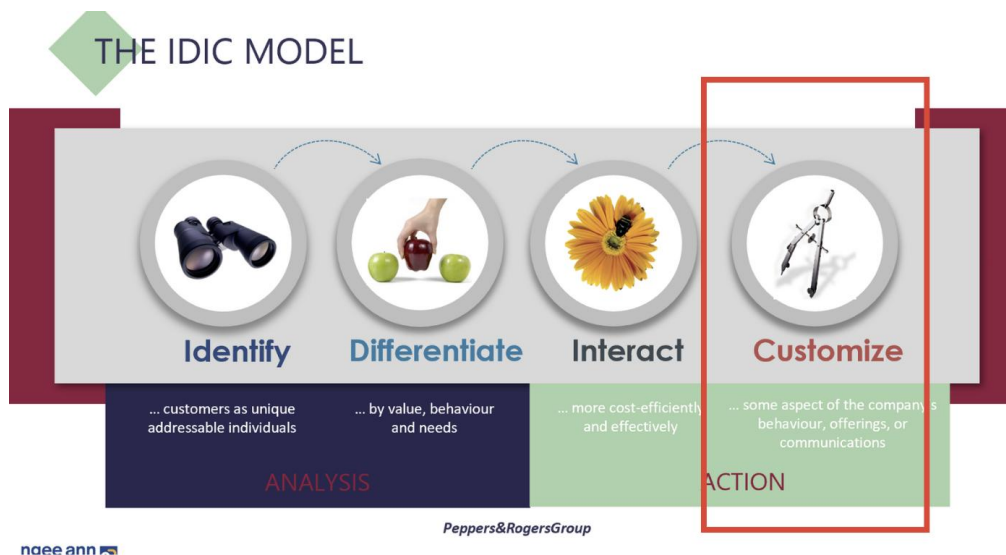 THE IDIC MODEL
Identify
Differentiate
Interact
Customize
... customers as unique
addressable individuals
... by value, behaviour
and needs
... more cost-efficiently
and effectively
... some aspect of the company's
behaviour, offerings, or
communications
ANALYSIS
ACTION
Peppers&RogersGroup
ngee ann